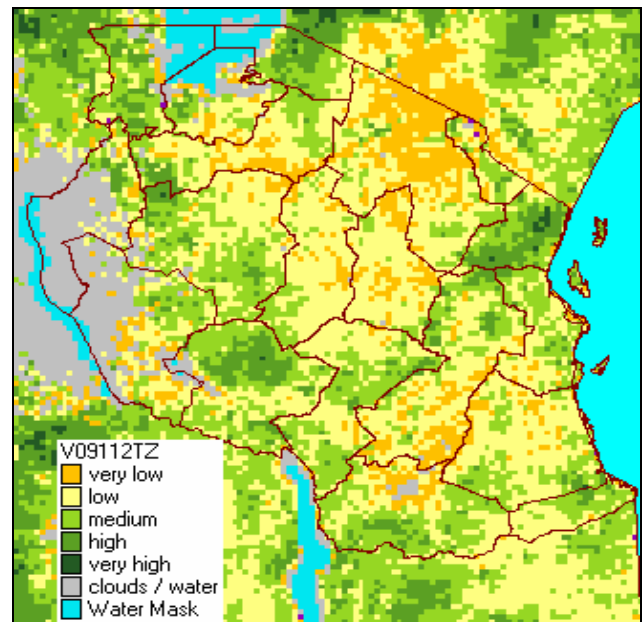 V09112TZ
very low
low
medium
high
very high
clouds / water
Water Mask